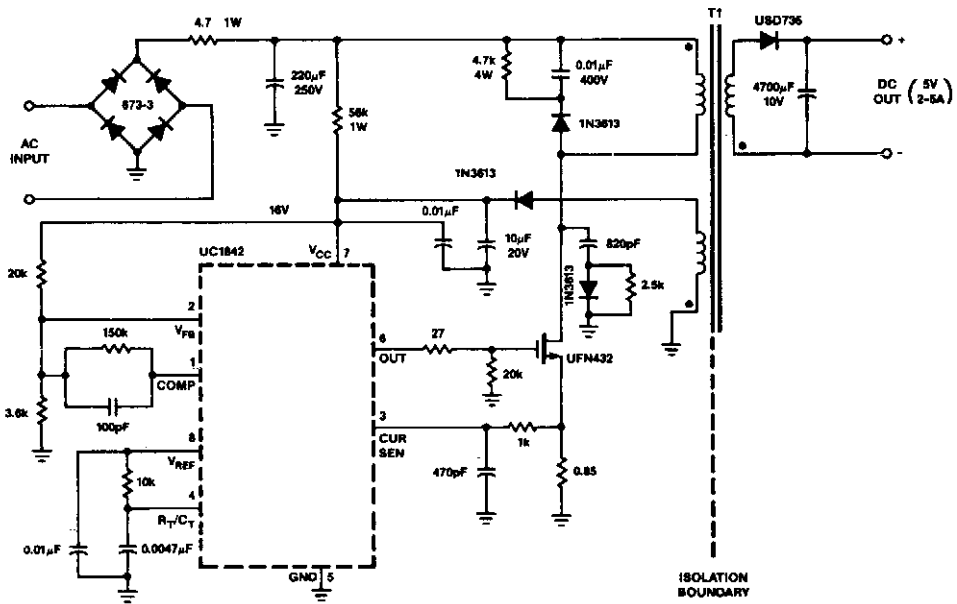 4.7 1W
T†
USD735
673-3
AC
INPUT
220μF
250V
56k
1W
4.7k
4W
0.01μF
400V
1N3613
4700μF
10V
+
DC
OUT
( 5V
2-5A )
-
1N3613
16V
0.01μF
10μF
20V
820pF
1N3613
2.5k
UC1842
VCC
7
20k
2
VFB
150k
1
COMP
100pF
3.6k
6
OUT
27
20k
UFN432
3
CUR
SEN
1k
470pF
0.85
8
VREF
10k
4
RT/CT
0.01μF
0.0047μF
GND 5
ISOLATION
BOUNDARY